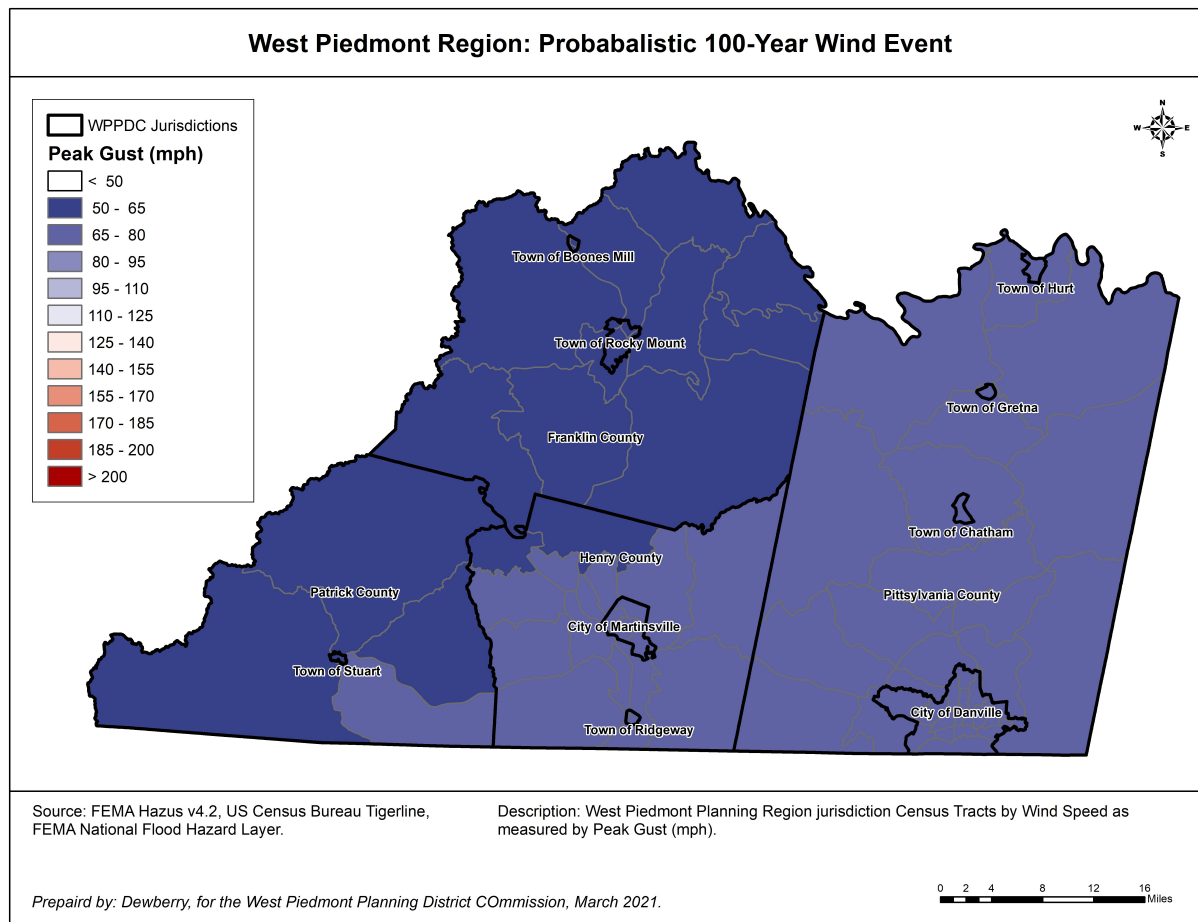 West Piedmont Region: Probabalistic 100-Year Wind Event
WPPDC Jurisdictions
Peak Gust (mph)
< 50
50 - 65
65 - 80
80 - 95
95 - 110
110 - 125
125 - 140
140 - 155
155 - 170
170 - 185
185 - 200
> 200
N
W
E
S
Town of Boones Mill
Town of Hurt
Town of Rocky Mount
Town of Gretna
Franklin County
Town of Chatham
Henry County
Patrick County
Pittsylvania County
City of Martinsville
Town of Stuart
City of Danville
Town of Ridgeway
Source: FEMA Hazus v4.2, US Census Bureau Tigerline,
FEMA National Flood Hazard Layer.
Description: West Piedmont Planning Region jurisdiction Census Tracts by Wind Speed as
measured by Peak Gust (mph).
Prepaird by: Dewberry, for the West Piedmont Planning District COmmission, March 2021.
0 2 4 8 12 16
Miles